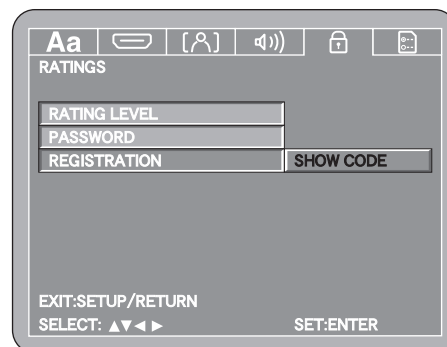 Aa
RATINGS
RATING LEVEL
PASSWORD
REGISTRATION SHOW CODE
EXIT:SETUP/RETURN
SELECT: ▲▼◄ ► SET:ENTER